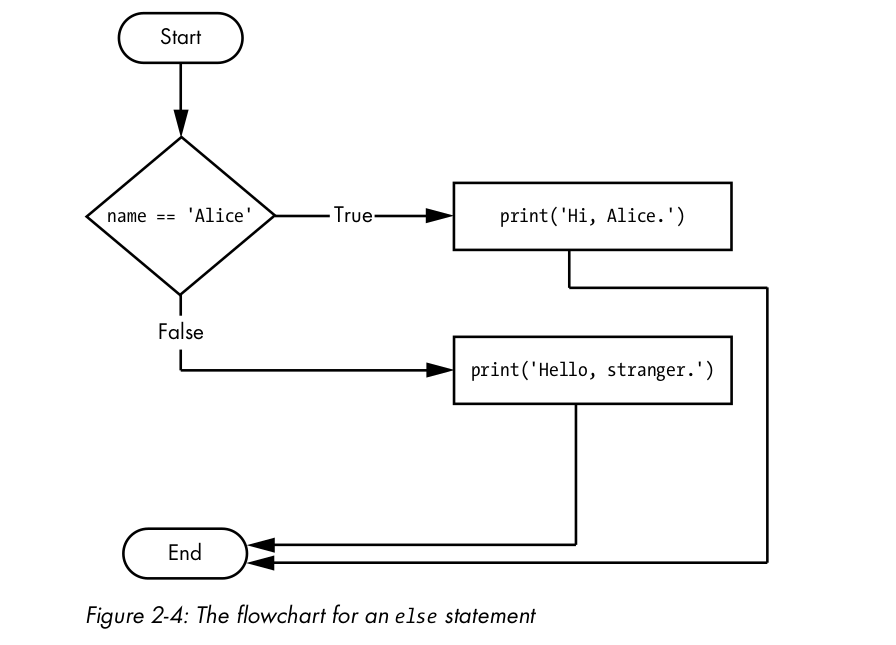 Start
name == 'Alice'
True
print('Hi, Alice.')
False
print('Hello, stranger.')
End
Figure 2-4: The flowchart for an else statement